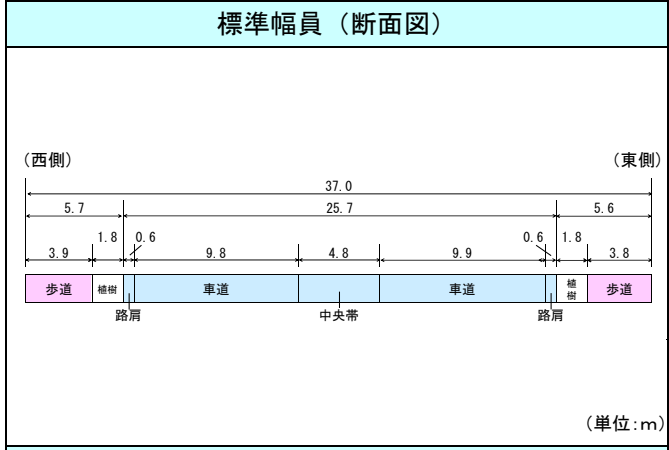 標準幅員（断面図）
（西側）
（東側）
37.0
5.7
25.7
5.6
3.9
1.8
0.6
9.8
4.8
9.9
0.6
1.8
3.8
歩道
植樹
車道
中央帯
車道
植樹
歩道
路肩
路肩
（単位:m）